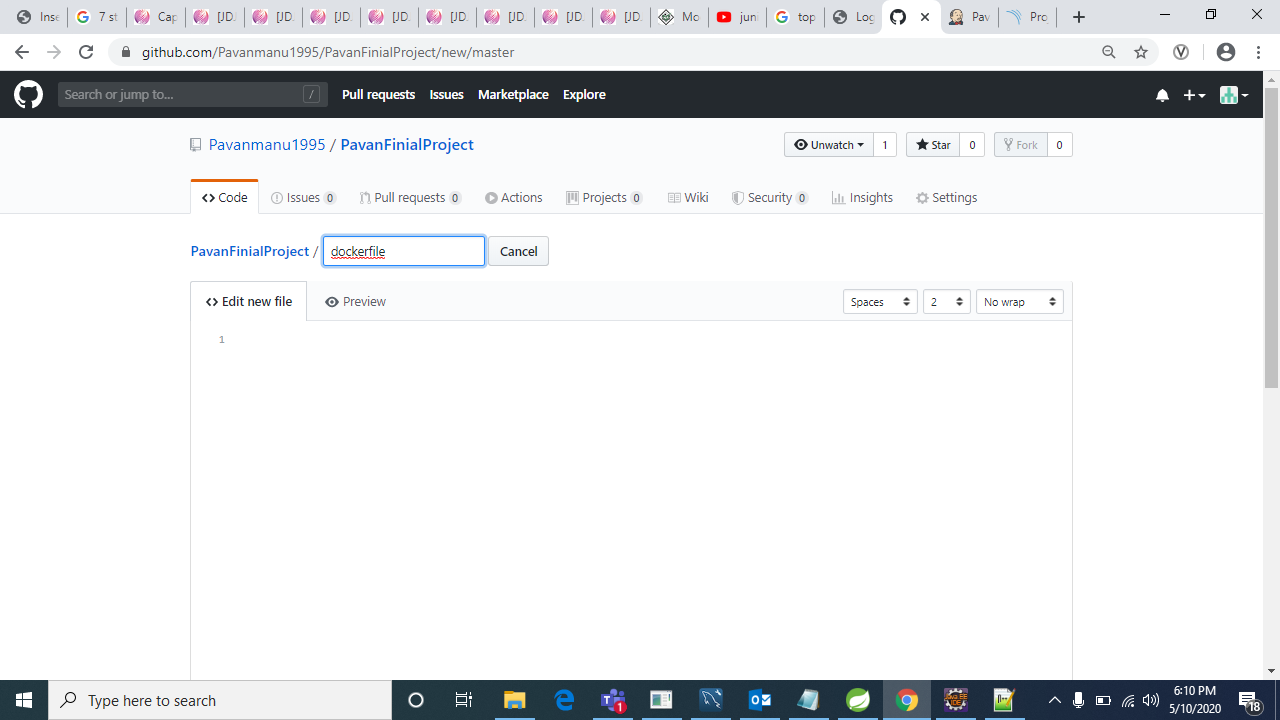 Inse 7 st Cap [JD. [JD. [JD. [JD. [JD. [JD. [JD. [JD. Mo jun top Log Pav Pro
github.com/Pavanmanu1995/PavanFinialProject/new/master
Search or jump to... / Pull requests Issues Marketplace Explore
Pavanmanu1995 / PavanFinialProject Unwatch 1 Star 0 Fork 0
Code Issues 0 Pull requests 0 Actions Projects 0 Wiki Security 0 Insights Settings
PavanFinialProject / dockerfile Cancel
Edit new file Preview Spaces 2 No wrap
1
Type here to search 1 6:10 PM
5/10/2020 18